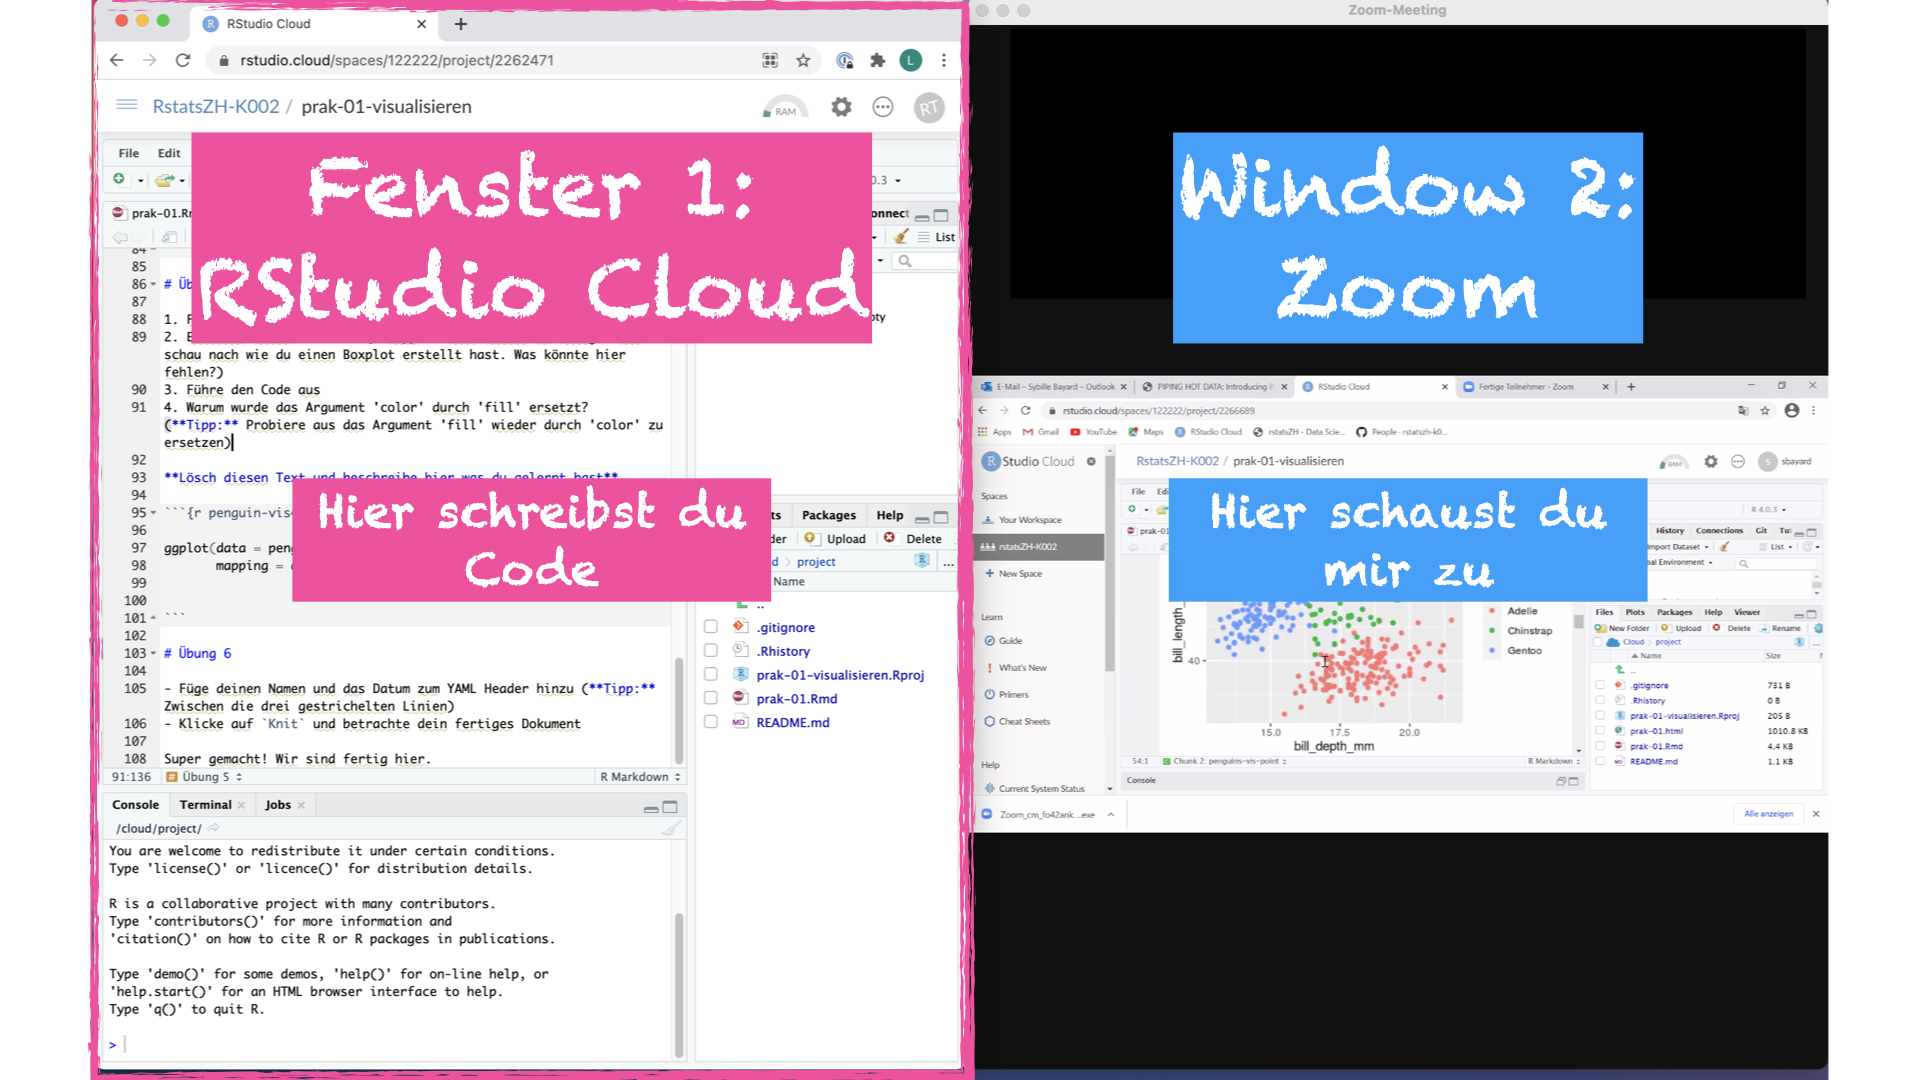 RStudio Cloud
rstudio.cloud/spaces/122222/project/2262471
L
RstatsZH-K002 / prak-01-visualisieren
RAM
RT
File Edit
Fenster 1:
RStudio Cloud
0.3
List
84
85
86
87
88 1.
89 2.
schau nach wie du einen Boxplot erstellt hast. Was könnte hier
fehlen?)
90 3. Führe den Code aus
91 4. Warum wurde das Argument 'color' durch 'fill' ersetzt?
(**Tipp:** Probiere aus das Argument 'fill' wieder durch 'color' zu
ersetzen)
92
93 **Lösch diesen Text und beschreibe hier was du gelernt hast**
94
95 ```{r penguin-vis
96
97 ggplot(data = pen
98 mapping =
99
100
101 ```
102
103 # Übung 6
104
105 - Füge deinen Namen und das Datum zum YAML Header hinzu (**Tipp:**
Zwischen die drei gestrichelten Linien)
106 - Klicke auf `Knit` und betrachte dein fertiges Dokument
107
108 Super gemacht! Wir sind fertig hier.
91:136 Übung 5 R Markdown
Hier schreibst du
Code
Packages Help
Upload Delete
project
Name
..
.gitignore
.Rhistory
prak-01-visualisieren.Rproj
prak-01.Rmd
README.md
Console Terminal Jobs
/cloud/project/
You are welcome to redistribute it under certain conditions.
Type 'license()' or 'licence()' for distribution details.
R is a collaborative project with many contributors.
Type 'contributors()' for more information and
'citation()' on how to cite R or R packages in publications.
Type 'demo()' for some demos, 'help()' for on-line help, or
'help.start()' for an HTML browser interface to help.
Type 'q()' to quit R.
>
Zoom-Meeting
Window 2:
Zoom
E-Mail – Sybille Bayard – Outlook PIPING HOT DATA: Introducing RStudio Cloud Fertige Teilnehmer - Zoom
rstudio.cloud/spaces/122222/project/2266689
Apps Gmail YouTube Maps RStudio Cloud rstatsZH - Data Scie... People · rstatszh-k0...
R Studio Cloud
RstatsZH-K002 / prak-01-visualisieren
RAM
S sbayard
File
R 4.0.3
Hier schaust du
mir zu
Spaces
Your Workspace
rstatsZH-K002
New Space
Learn
Guide
What's New
Primers
Cheat Sheets
Help
Current System Status
History Connections Git
Import Dataset List
Environment
bill_length_
40
15.0 17.5 20.0
bill_depth_mm
Adelie
Chinstrap
Gentoo
54:1 Chunk 2: penguins-vis-point R Markdown
Console
Files Plots Packages Help Viewer
New Folder Upload Delete Rename
Cloud project
Name Size
..
.gitignore 731 B
.Rhistory 0 B
prak-01-visualisieren.Rproj 205 B
prak-01.html 1010.8 KB
prak-01.Rmd 4.4 KB
README.md 1.1 KB
Zoom_cm_fo42ank....exe Alle anzeigen